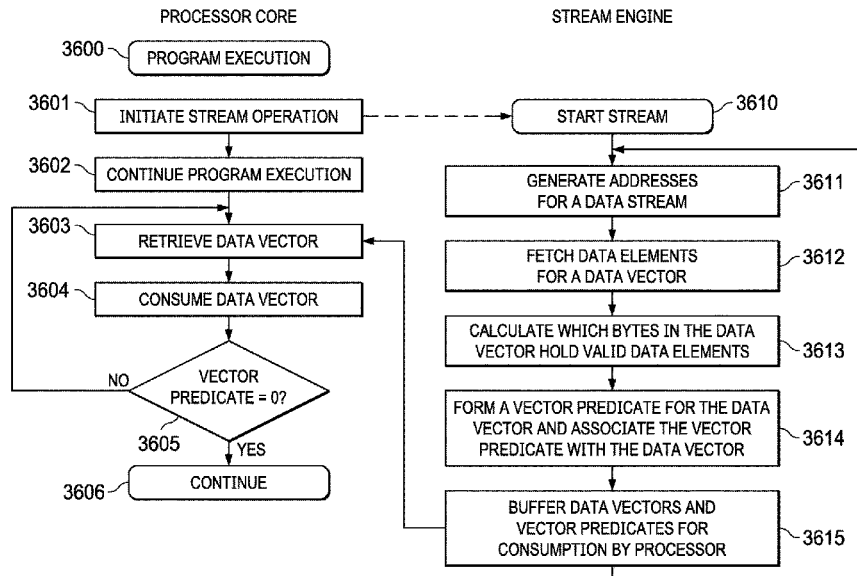 PROCESSOR CORE
3600
PROGRAM EXECUTION
3601
INITIATE STREAM OPERATION
3602
CONTINUE PROGRAM EXECUTION
3603
RETRIEVE DATA VECTOR
3604
CONSUME DATA VECTOR
NO
VECTOR
PREDICATE = 0?
3605
YES
3606
CONTINUE
STREAM ENGINE
START STREAM
3610
GENERATE ADDRESSES
FOR A DATA STREAM
3611
FETCH DATA ELEMENTS
FOR A DATA VECTOR
3612
CALCULATE WHICH BYTES IN THE DATA
VECTOR HOLD VALID DATA ELEMENTS
3613
FORM A VECTOR PREDICATE FOR THE DATA
VECTOR AND ASSOCIATE THE VECTOR
PREDICATE WITH THE DATA VECTOR
3614
BUFFER DATA VECTORS AND
VECTOR PREDICATES FOR
CONSUMPTION BY PROCESSOR
3615